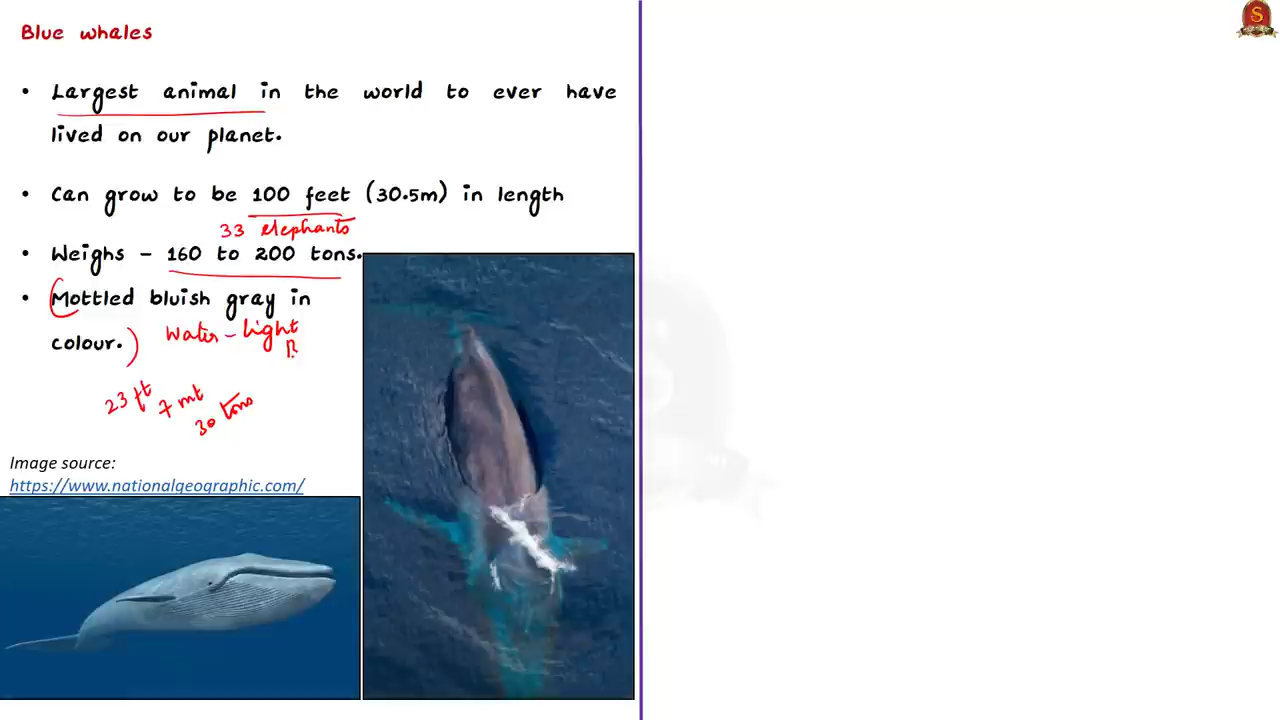 Blue whales
• Largest animal in the world to ever have
lived on our planet.
• Can grow to be 100 feet (30.5m) in length
33 elephants
• Weighs – 160 to 200 tons.
• Mottled bluish gray in
colour.)
Water - light
B
23 ft
7 mt
30 tons
Image source:
https://www.nationalgeographic.com/
S